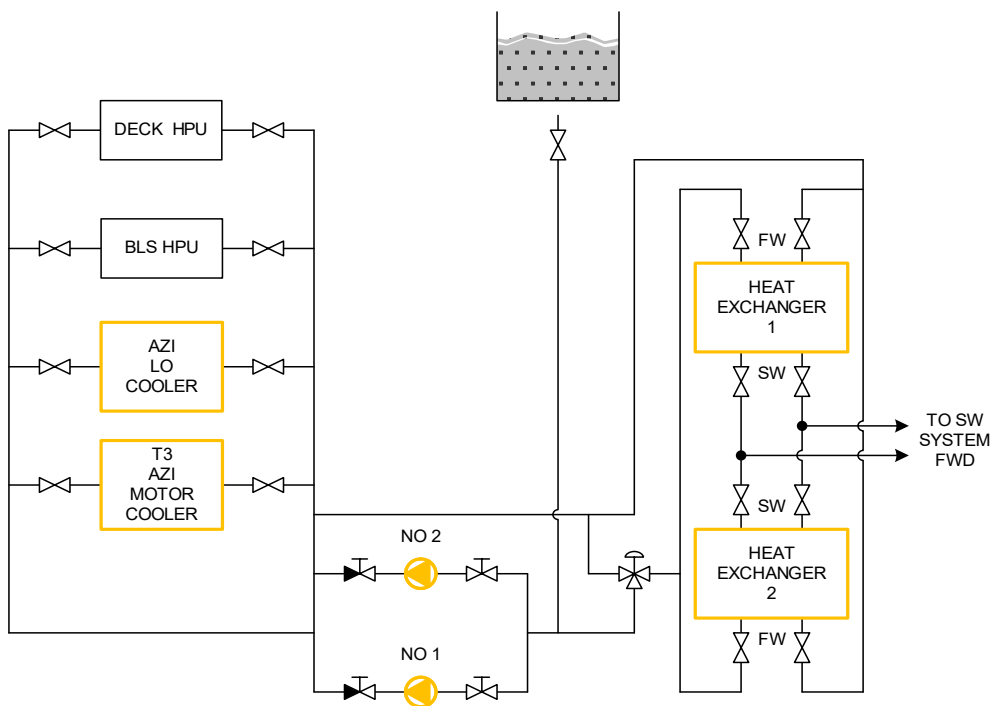 DECK HPU
BLS HPU
AZI
LO
COOLER
T3
AZI
MOTOR
COOLER
NO 2
NO 1
FW
HEAT
EXCHANGER
1
SW
TO SW
SYSTEM
FWD
SW
HEAT
EXCHANGER
2
FW